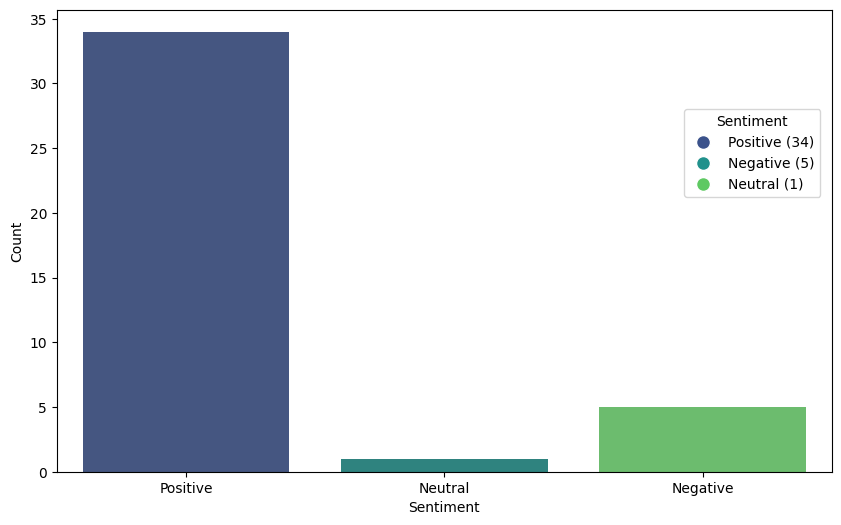 35
30
25
20
15
10
5
0
Count
Sentiment
Positive (34)
Negative (5)
Neutral (1)
Positive
Neutral
Negative
Sentiment